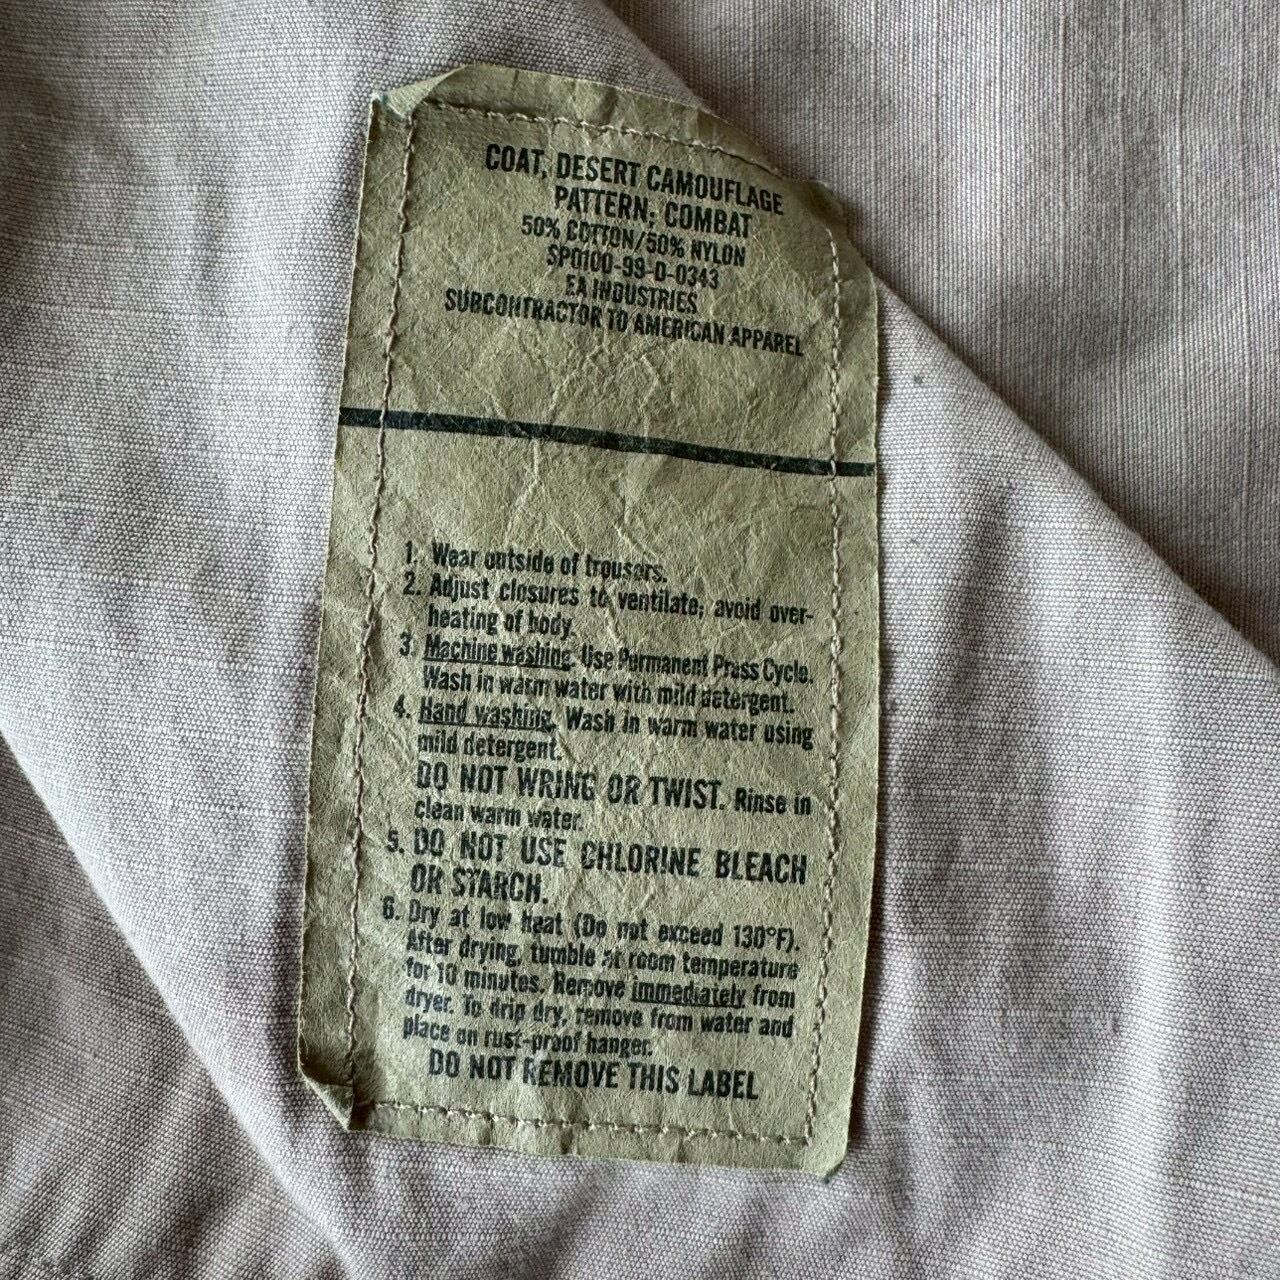 COAT, DESERT CAMOUFLAGE
PATTERN; COMBAT
50% COTTON/50% NYLON
SP0100-99-D-0343
EA INDUSTRIES
SUBCONTRACTOR TO AMERICAN APPAREL
1. Wear outside of trousers.
2. Adjust closures to ventilate; avoid over-
heating of body.
3. Machine washing. Use Permanent Press Cycle.
Wash in warm water with mild detergent.
4. Hand washing. Wash in warm water using
mild detergent.
DO NOT WRING OR TWIST. Rinse in
clean warm water.
5. DO NOT USE CHLORINE BLEACH
OR STARCH.
6. Dry at low heat (Do not exceed 130°F).
After drying, tumble at room temperature
for 10 minutes. Remove immediately from
dryer. To drip dry, remove from water and
place on rust-proof hanger.
DO NOT REMOVE THIS LABEL